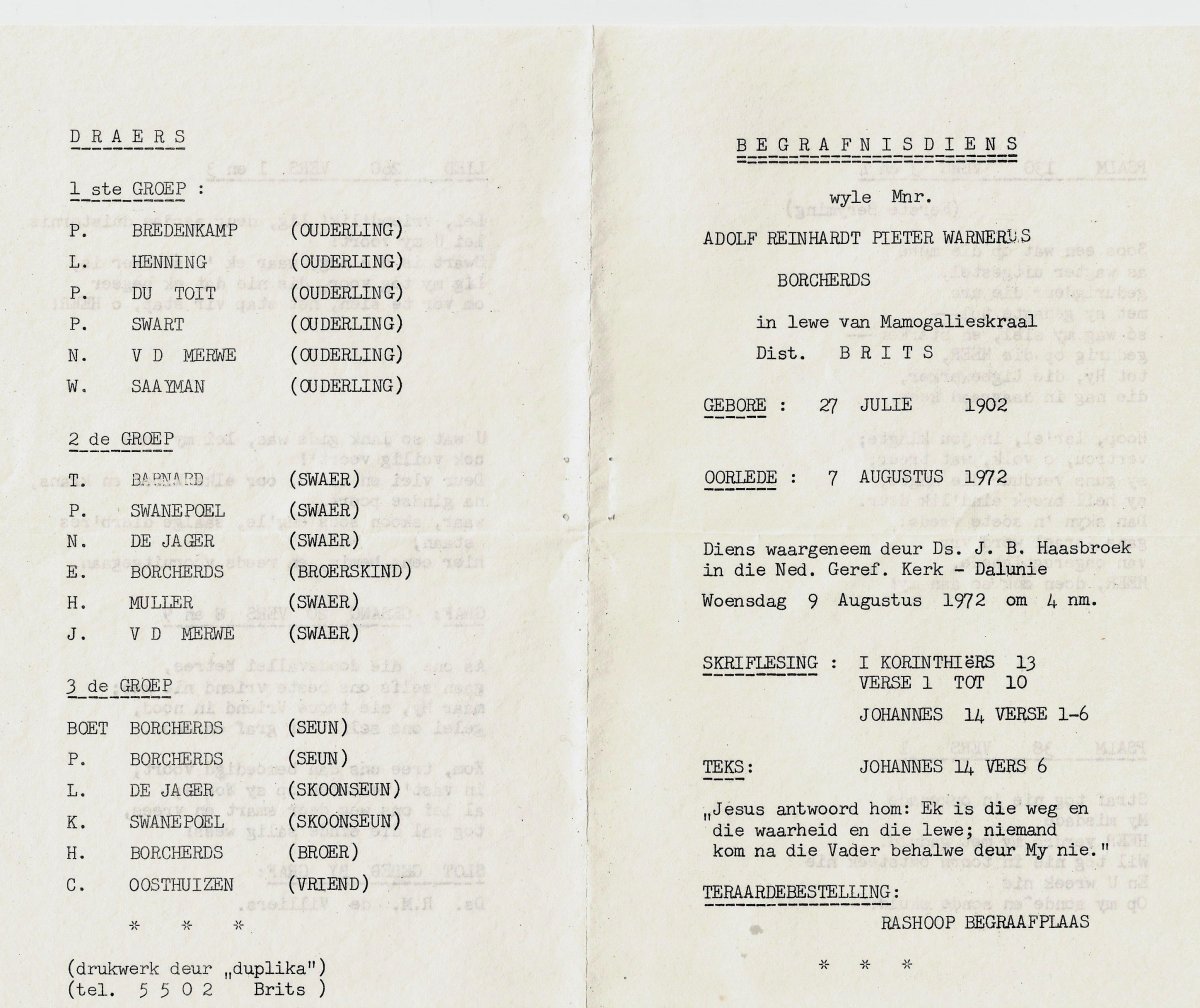 D R A E R S
1 ste GROEP :
P. BREDENKAMP (OUDERLING)
L. HENNING (OUDERLING)
P. DU TOIT (OUDERLING)
P. SWART (OUDERLING)
N. V D MERWE (OUDERLING)
W. SAAYMAN (OUDERLING)
2 de GROEP
T. BARNARD (SWAER)
P. SWANEPOEL (SWAER)
N. DE JAGER (SWAER)
E. BORCHERDS (BROERSKIND)
H. MULLER (SWAER)
J. V D MERWE (SWAER)
3 de GROEP
BOET BORCHERDS (SEUN)
P. BORCHERDS (SEUN)
L. DE JAGER (SKOONSEUN)
K. SWANEPOEL (SKOONSEUN)
H. BORCHERDS (BROER)
C. OOSTHUIZEN (VRIEND)
* * *
(drukwerk deur „duplika")
(tel. 5 5 0 2 Brits )
B E G R A F N I S D I E N S
wyle Mnr.
ADOLF REINHARDT PIETER WARNERUS
BORCHERDS
in lewe van Mamogalieskraal
Dist. B R I T S
GEBORE : 27 JULIE 1902
OORLEDE : 7 AUGUSTUS 1972
Diens waargeneem deur Ds. J. B. Haasbroek
in die Ned. Geref. Kerk - Dalunie
Woensdag 9 Augustus 1972 om 4 nm.
SKRIFLESING : I KORINTHIëRS 13
VERSE 1 TOT 10
JOHANNES 14 VERSE 1-6
TEKS: JOHANNES 14 VERS 6
„Jesus antwoord hom: Ek is die weg en
die waarheid en die lewe; niemand
kom na die Vader behalwe deur My nie."
TERAARDEBESTELLING:
RASHOOP BEGRAAFPLAAS
* * *